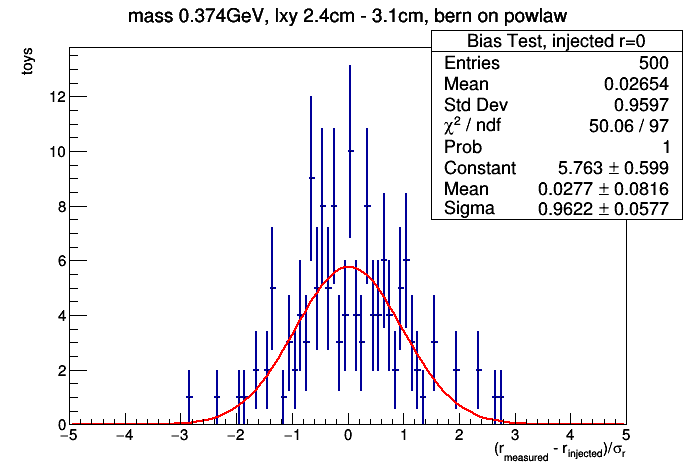 mass 0.374GeV, lxy 2.4cm - 3.1cm, bern on powlaw
Bias Test, injected r=0
Entries 500
Mean 0.02654
Std Dev 0.9597
χ² / ndf 50.06 / 97
Prob 1
Constant 5.763 ± 0.599
Mean 0.0277 ± 0.0816
Sigma 0.9622 ± 0.0577
toys
12
10
8
6
4
2
0
−5 −4 −3 −2 −1 0 1 2 3 4 5
(r_measured - r_injected)/σ_r